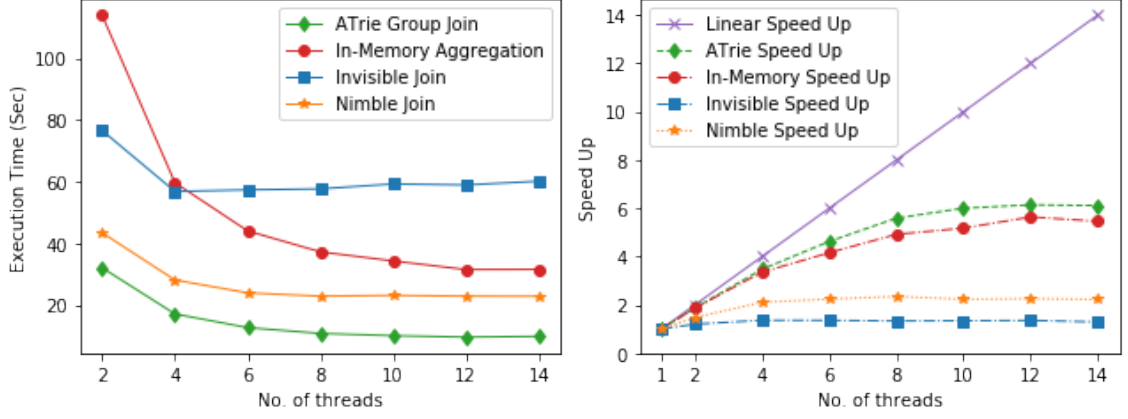 ATrie Group Join
In-Memory Aggregation
Invisible Join
Nimble Join
Execution Time (Sec)
100
80
60
40
20
2 4 6 8 10 12 14
No. of threads
Linear Speed Up
ATrie Speed Up
In-Memory Speed Up
Invisible Speed Up
Nimble Speed Up
Speed Up
14
12
10
8
6
4
2
0
1 2 4 6 8 10 12 14
No. of threads